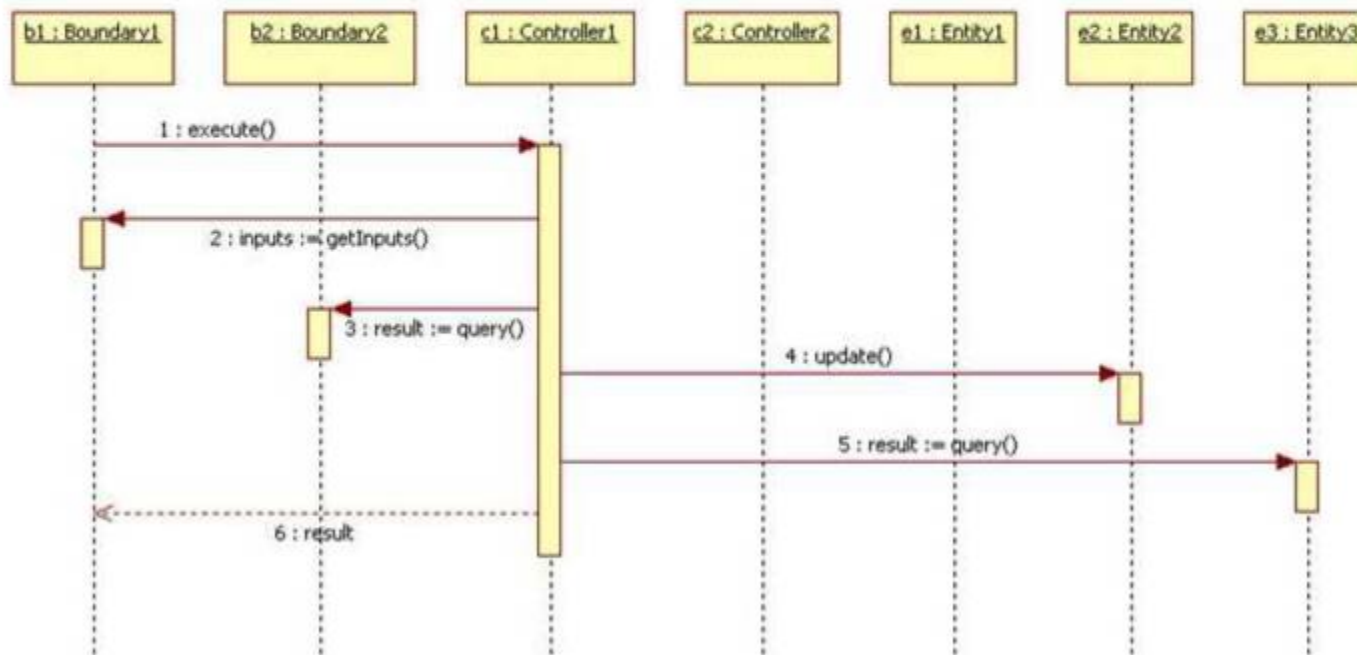 b1 : Boundary1
b2 : Boundary2
c1 : Controller1
c2 : Controller2
e1 : Entity1
e2 : Entity2
e3 : Entity3
1 : execute()
2 : inputs := getInputs()
3 : result := query()
4 : update()
5 : result := query()
6 : result